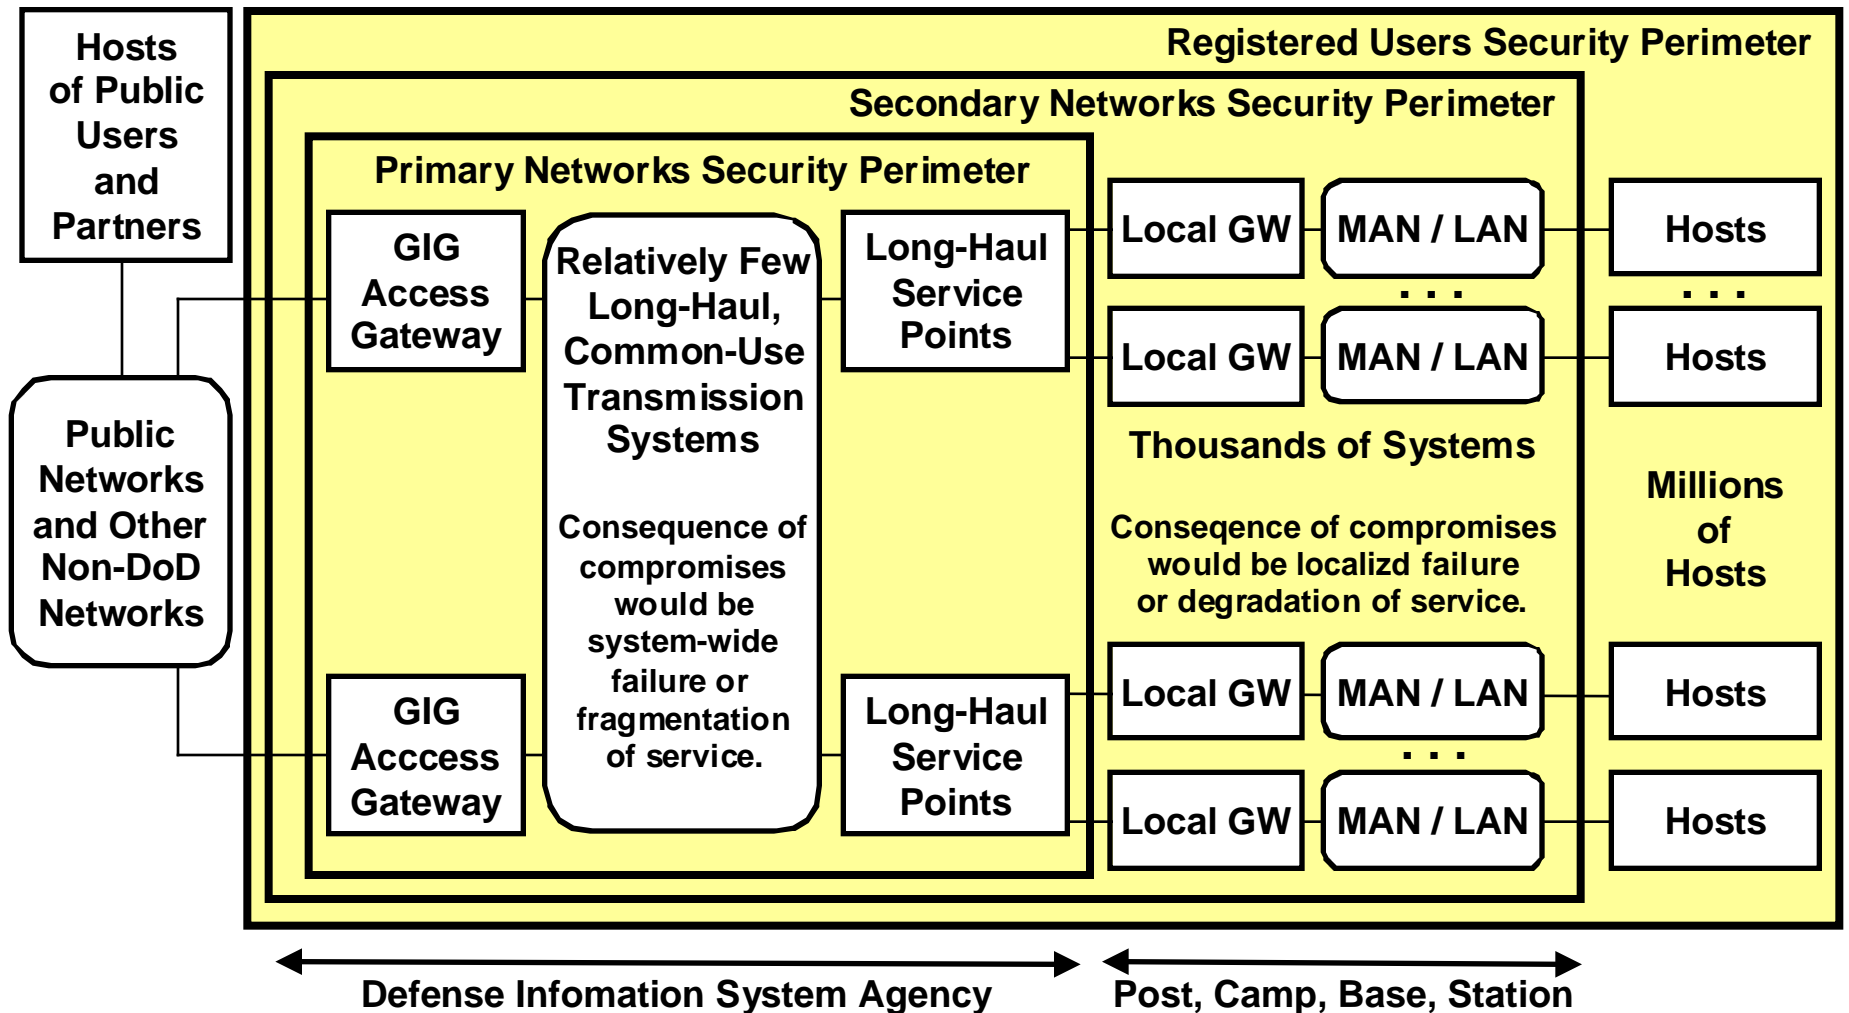 Hosts
of Public
Users
and
Partners
Public
Networks
and Other
Non-DoD
Networks
Registered Users Security Perimeter
Secondary Networks Security Perimeter
Primary Networks Security Perimeter
GIG
Access
Gateway
GIG
Acccess
Gateway
Relatively Few
Long-Haul,
Common-Use
Transmission
Systems
Consequence of
compromises
would be
system-wide
failure or
fragmentation
of service.
Long-Haul
Service
Points
Long-Haul
Service
Points
Local GW
MAN / LAN
Hosts
. . .
. . .
Local GW
MAN / LAN
Hosts
Thousands of Systems
Conseqence of compromises
would be localizd failure
or degradation of service.
Millions
of
Hosts
Local GW
MAN / LAN
Hosts
. . .
Local GW
MAN / LAN
Hosts
Defense Infomation System Agency
Post, Camp, Base, Station